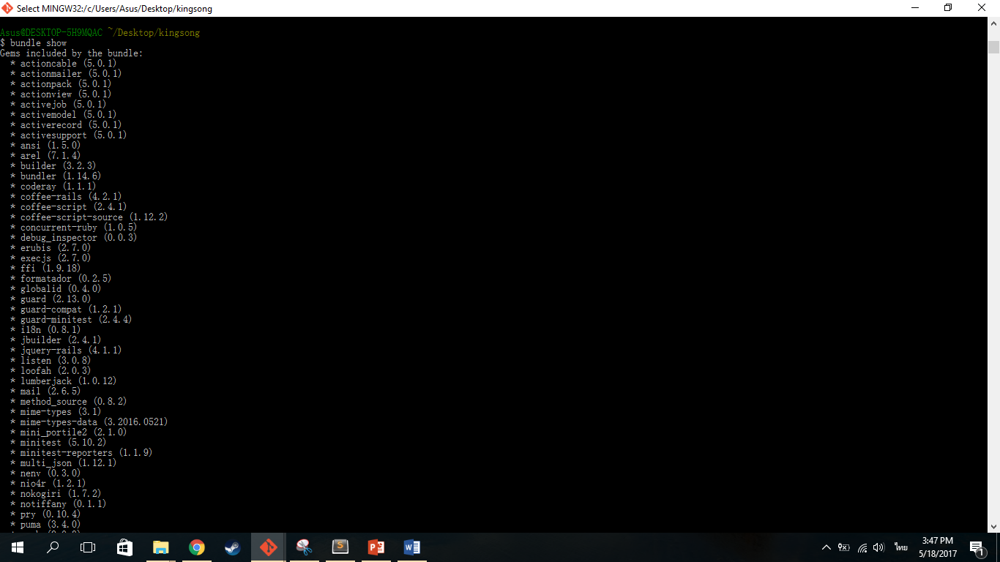 Select MINGW32:/c/Users/Asus/Desktop/kingsong
Asus@DESKTOP-5H9MQAC ~/Desktop/kingsong
$ bundle show
Gems included by the bundle:
* actioncable (5.0.1)
* actionmailer (5.0.1)
* actionpack (5.0.1)
* actionview (5.0.1)
* activejob (5.0.1)
* activemodel (5.0.1)
* activerecord (5.0.1)
* activesupport (5.0.1)
* ansi (1.5.0)
* arel (7.1.4)
* builder (3.2.3)
* bundler (1.14.6)
* coderay (1.1.1)
* coffee-rails (4.2.1)
* coffee-script (2.4.1)
* coffee-script-source (1.12.2)
* concurrent-ruby (1.0.5)
* debug_inspector (0.0.3)
* erubis (2.7.0)
* execjs (2.7.0)
* ffi (1.9.18)
* formatador (0.2.5)
* globalid (0.4.0)
* guard (2.13.0)
* guard-compat (1.2.1)
* guard-minitest (2.4.4)
* i18n (0.8.1)
* jbuilder (2.4.1)
* jquery-rails (4.1.1)
* listen (3.0.8)
* loofah (2.0.3)
* lumberjack (1.0.12)
* mail (2.6.5)
* method_source (0.8.2)
* mime-types (3.1)
* mime-types-data (3.2016.0521)
* mini_portile2 (2.1.0)
* minitest (5.10.2)
* minitest-reporters (1.1.9)
* multi_json (1.12.1)
* nenv (0.3.0)
* nio4r (1.2.1)
* nokogiri (1.7.2)
* notiffany (0.1.1)
* pry (0.10.4)
* puma (3.4.0)
ไทย
3:47 PM
5/18/2017
1